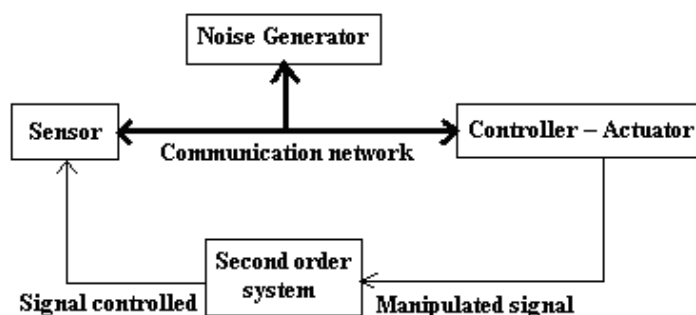 Noise Generator
Sensor
Controller – Actuator
Communication network
Second order
system
Signal controlled
Manipulated signal